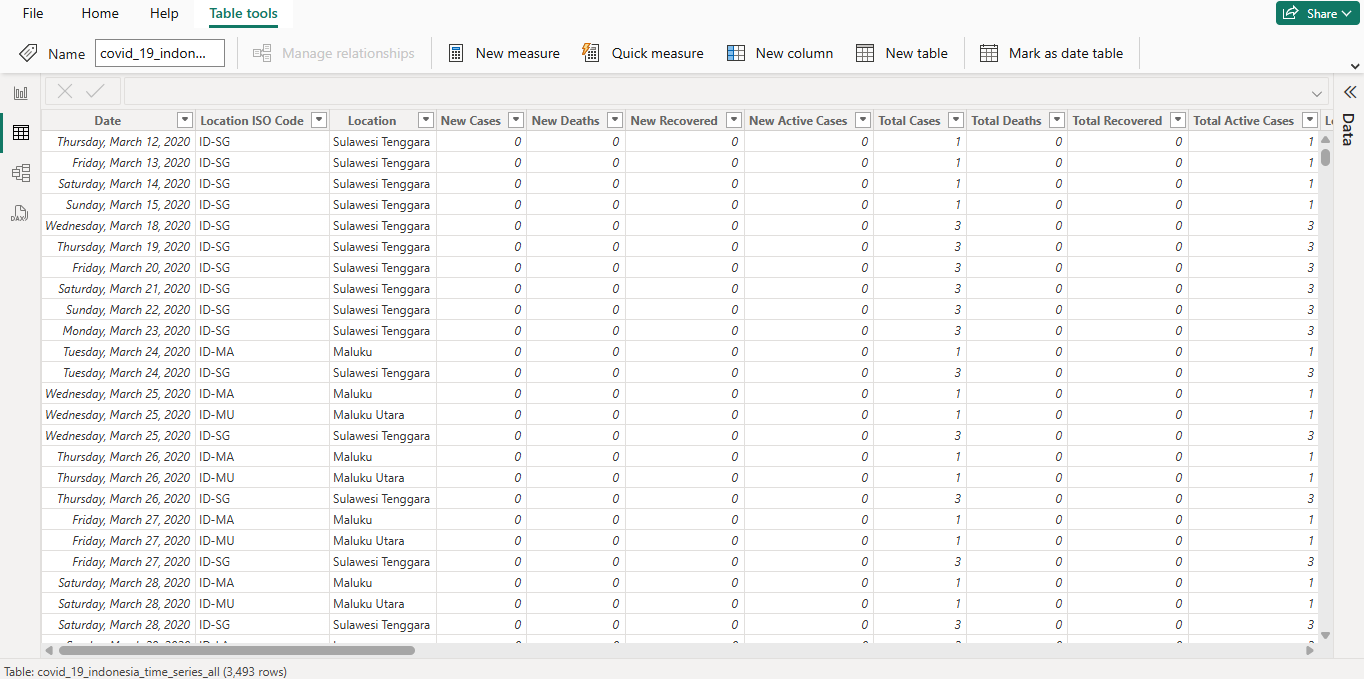 File Home Help Table tools Share
Name covid_19_indon... Manage relationships New measure Quick measure New column New table Mark as date table
Date Location ISO Code Location New Cases New Deaths New Recovered New Active Cases Total Cases Total Deaths Total Recovered Total Active Cases Lo
Data
Thursday, March 12, 2020 ID-SG Sulawesi Tenggara 0 0 0 0 1 0 0 1
Friday, March 13, 2020 ID-SG Sulawesi Tenggara 0 0 0 0 1 0 0 1
Saturday, March 14, 2020 ID-SG Sulawesi Tenggara 0 0 0 0 1 0 0 1
Sunday, March 15, 2020 ID-SG Sulawesi Tenggara 0 0 0 0 1 0 0 1
Wednesday, March 18, 2020 ID-SG Sulawesi Tenggara 0 0 0 0 3 0 0 3
DAX
Thursday, March 19, 2020 ID-SG Sulawesi Tenggara 0 0 0 0 3 0 0 3
Friday, March 20, 2020 ID-SG Sulawesi Tenggara 0 0 0 0 3 0 0 3
Saturday, March 21, 2020 ID-SG Sulawesi Tenggara 0 0 0 0 3 0 0 3
Sunday, March 22, 2020 ID-SG Sulawesi Tenggara 0 0 0 0 3 0 0 3
Monday, March 23, 2020 ID-SG Sulawesi Tenggara 0 0 0 0 3 0 0 3
Tuesday, March 24, 2020 ID-MA Maluku 0 0 0 0 1 0 0 1
Tuesday, March 24, 2020 ID-SG Sulawesi Tenggara 0 0 0 0 3 0 0 3
Wednesday, March 25, 2020 ID-MA Maluku 0 0 0 0 1 0 0 1
Wednesday, March 25, 2020 ID-MU Maluku Utara 0 0 0 0 1 0 0 1
Wednesday, March 25, 2020 ID-SG Sulawesi Tenggara 0 0 0 0 3 0 0 3
Thursday, March 26, 2020 ID-MA Maluku 0 0 0 0 1 0 0 1
Thursday, March 26, 2020 ID-MU Maluku Utara 0 0 0 0 1 0 0 1
Thursday, March 26, 2020 ID-SG Sulawesi Tenggara 0 0 0 0 3 0 0 3
Friday, March 27, 2020 ID-MA Maluku 0 0 0 0 1 0 0 1
Friday, March 27, 2020 ID-MU Maluku Utara 0 0 0 0 1 0 0 1
Friday, March 27, 2020 ID-SG Sulawesi Tenggara 0 0 0 0 3 0 0 3
Saturday, March 28, 2020 ID-MA Maluku 0 0 0 0 1 0 0 1
Saturday, March 28, 2020 ID-MU Maluku Utara 0 0 0 0 1 0 0 1
Saturday, March 28, 2020 ID-SG Sulawesi Tenggara 0 0 0 0 3 0 0 3
Table: covid_19_indonesia_time_series_all (3,493 rows)